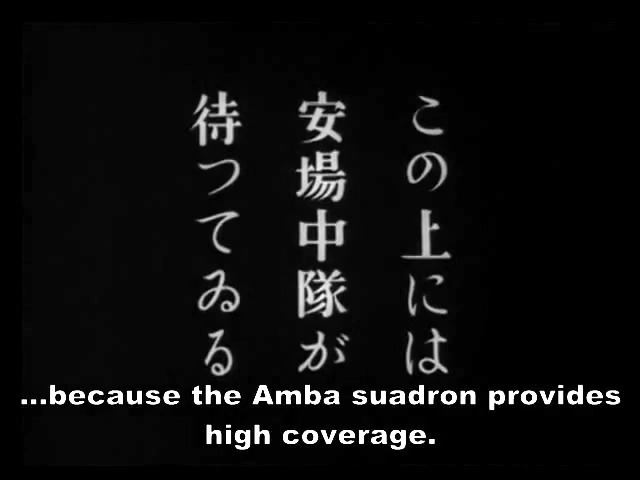 この上には
安場中隊が
待つてゐる
...because the Amba suadron provides
high coverage.